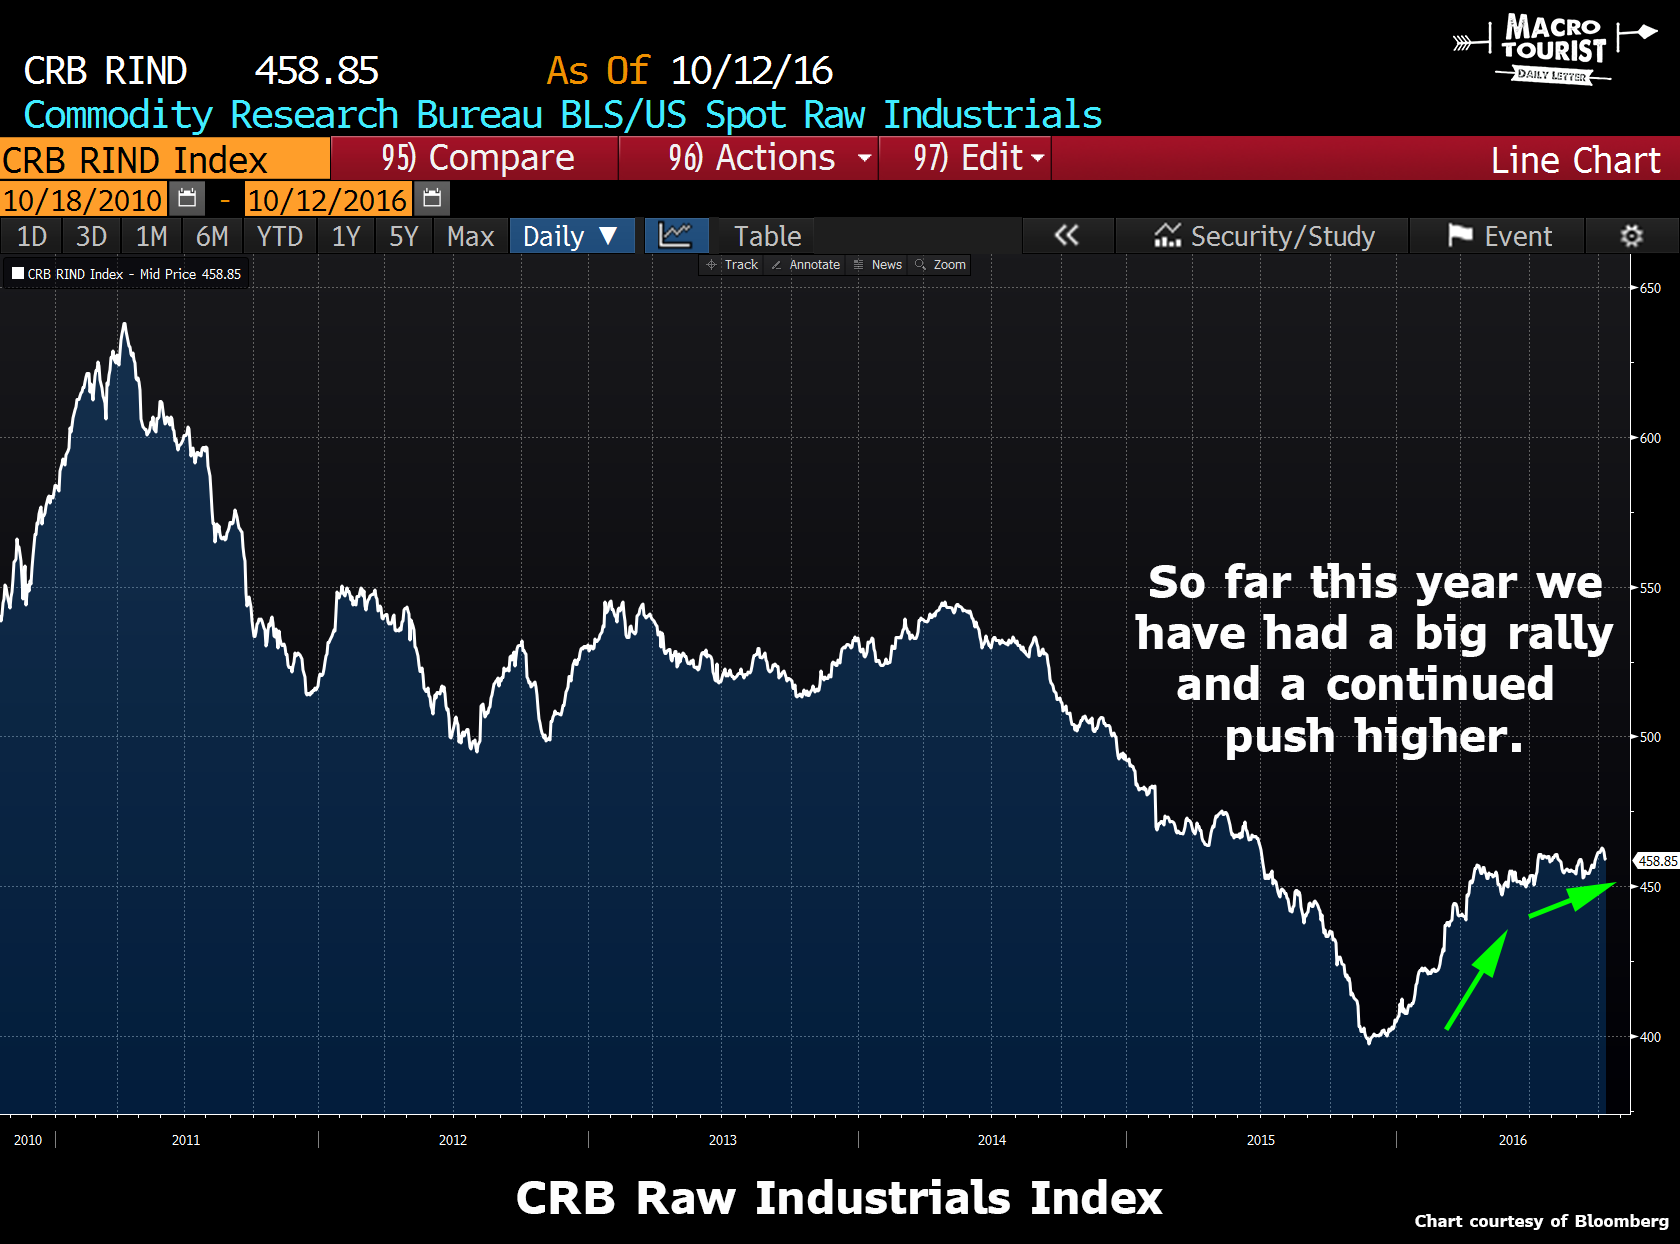 MACRO
TOURIST
DAILY LETTER
CRB RIND 458.85 As Of 10/12/16
Commodity Research Bureau BLS/US Spot Raw Industrials
CRB RIND Index 95) Compare 96) Actions 97) Edit Line Chart
10/18/2010 - 10/12/2016
1D 3D 1M 6M YTD 1Y 5Y Max Daily ▼ Table « Security/Study Event
Track Annotate News Zoom
CRB RIND Index - Mid Price 458.85
650
600
550
So far this year we
have had a big rally
and a continued
push higher.
500
458.85
450
400
2010 2011 2012 2013 2014 2015 2016
CRB Raw Industrials Index
Chart courtesy of Bloomberg